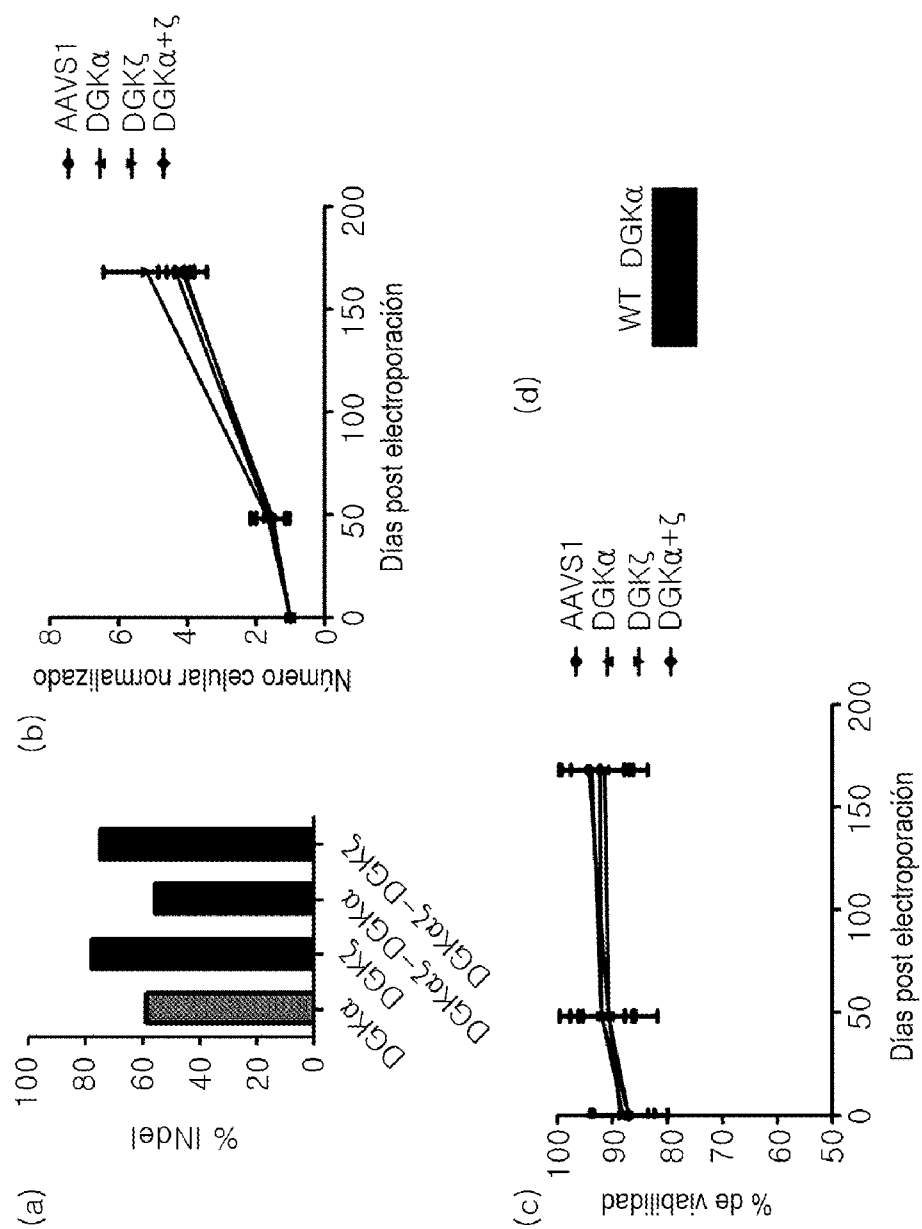 (a)
% INdel
100
80
60
40
20
0
DGKα
DGKζ
DGKαζ-DGKα
DGKαζ-DGKζ
(b)
Número celular normalizado
8
6
4
2
0
0
50
100
150
200
Días post electroporación
AAVS1
DGKα
DGKζ
DGKα+ζ
(c)
% de viabilidad
100
90
80
70
60
50
0
50
100
150
200
Días post electroporación
AAVS1
DGKα
DGKζ
DGKα+ζ
(d)
WT DGKα